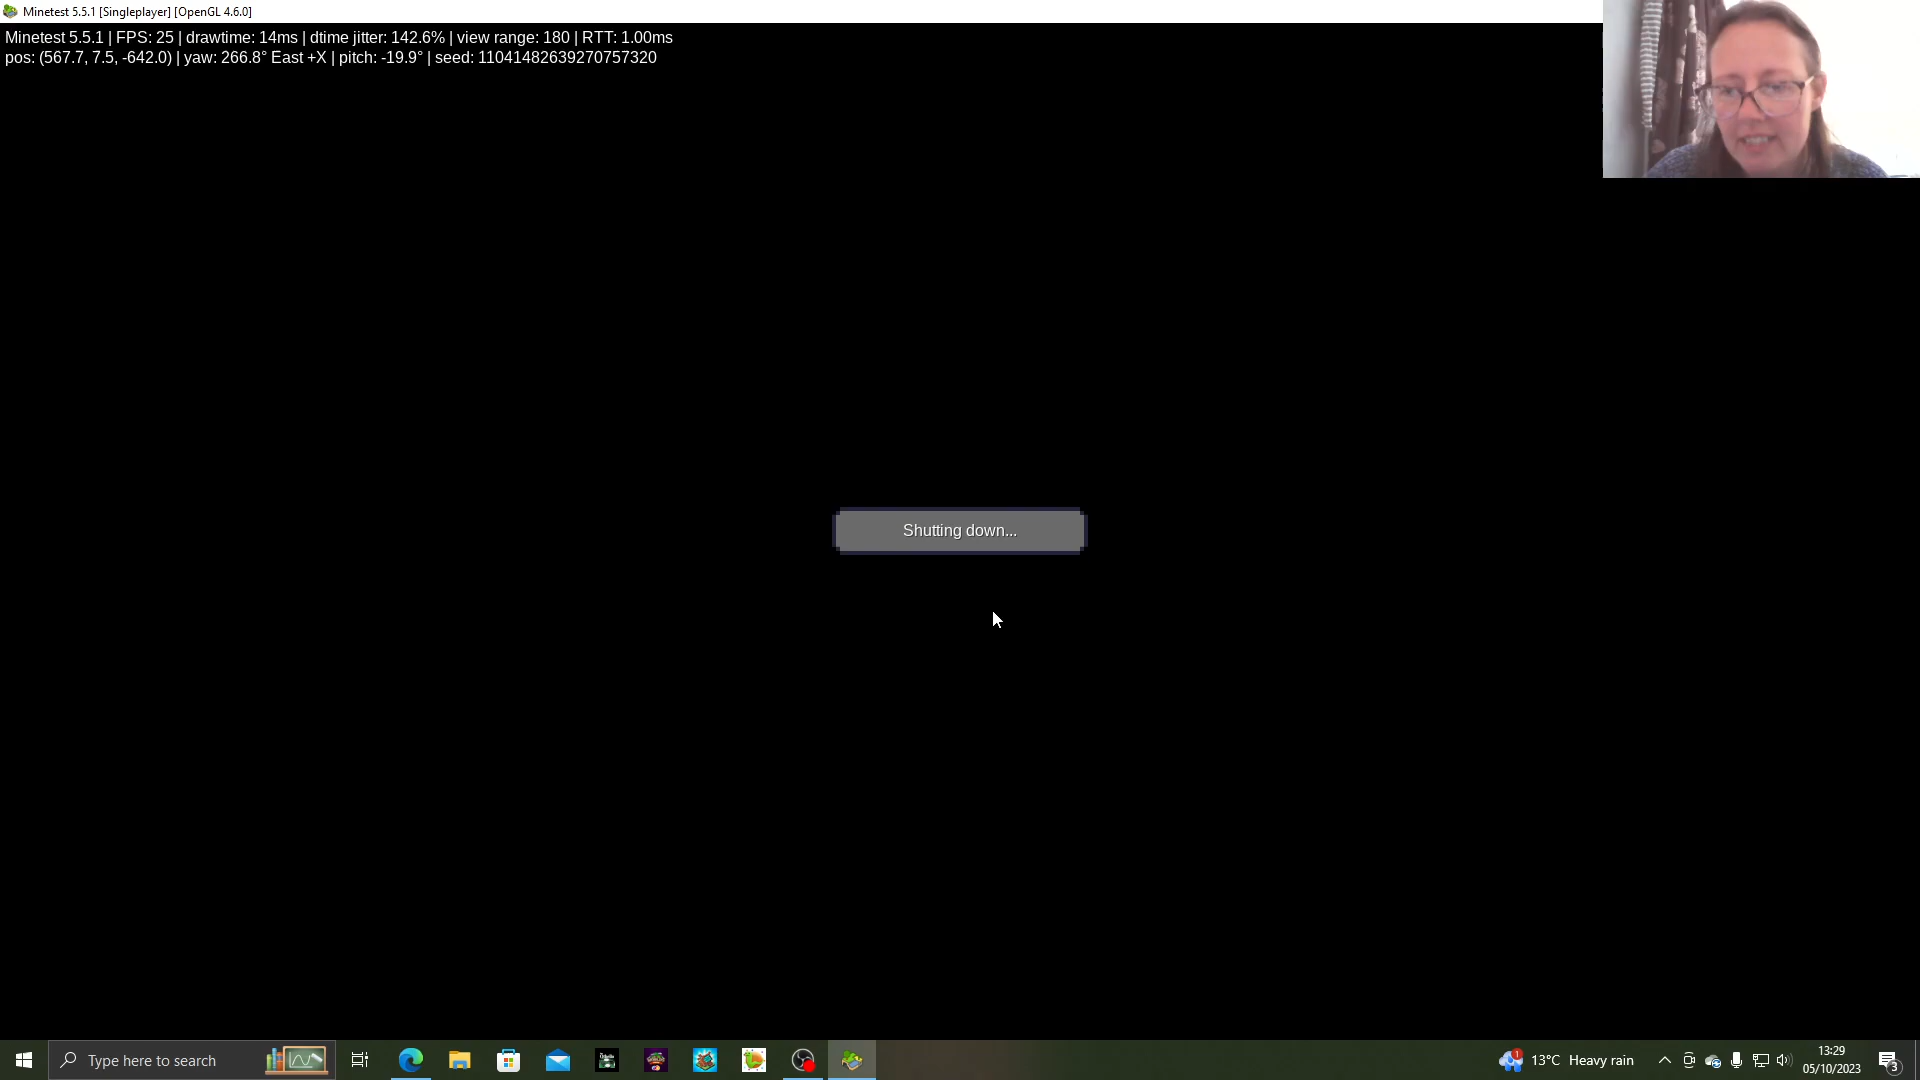 Minetest 5.5.1 [Singleplayer] [OpenGL 4.6.0]
Minetest 5.5.1 | FPS: 25 | drawtime: 14ms | dtime jitter: 142.6% | view range: 180 | RTT: 1.00ms
pos: (567.7, 7.5, -642.0) | yaw: 266.8° East +X | pitch: -19.9° | seed: 11041482639270757320
Shutting down...
Type here to search
1
13°C Heavy rain
13:29
05/10/2023
3